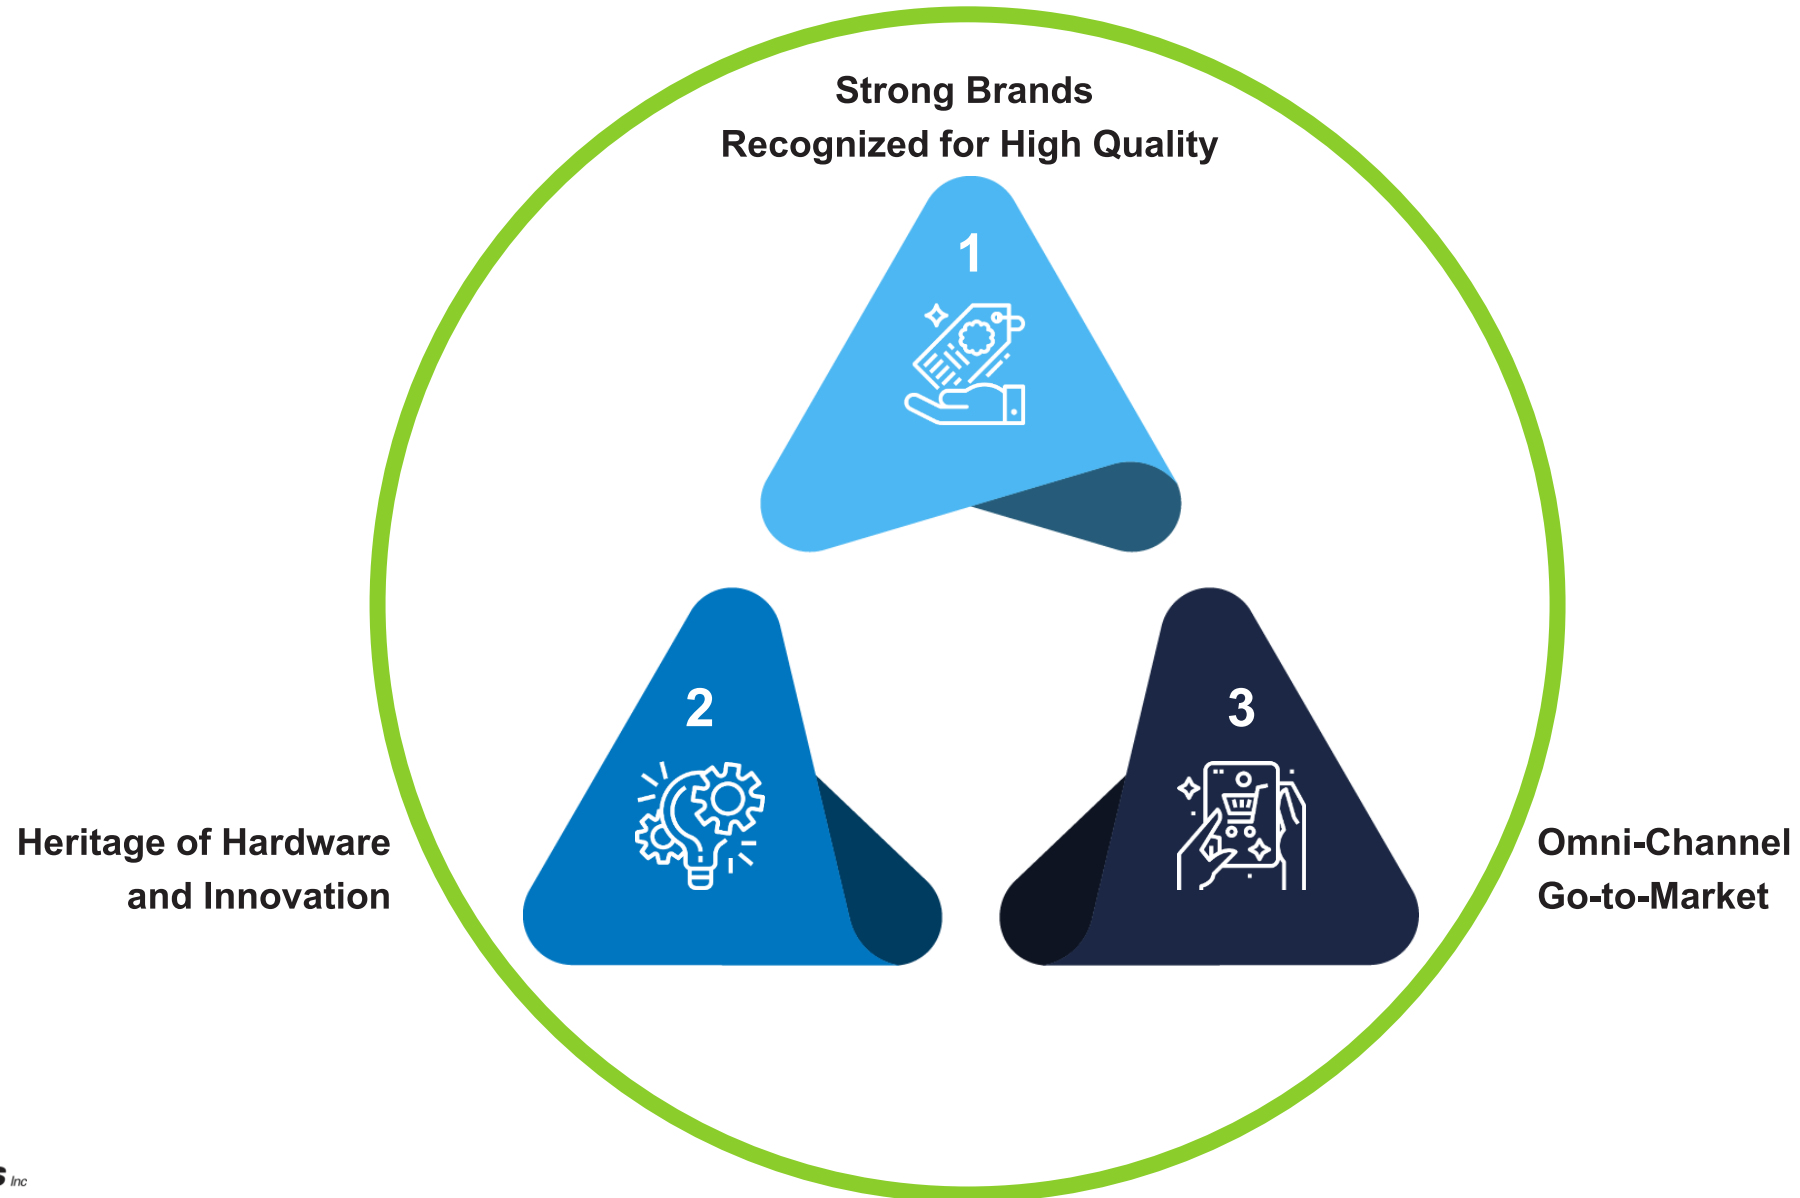 Strong Brands
Recognized for High Quality
1
2
3
Heritage of Hardware
and Innovation
Omni-Channel
Go-to-Market
Inc